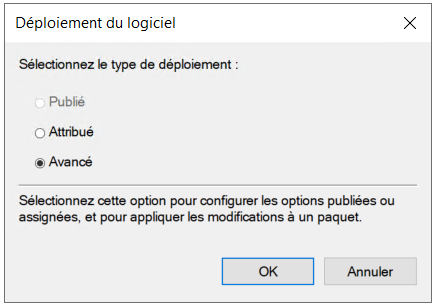 Déploiement du logiciel
Sélectionnez le type de déploiement :
Publié
Attribué
Avancé
Sélectionnez cette option pour configurer les options publiées ou
assignées, et pour appliquer les modifications à un paquet.
OK
Annuler